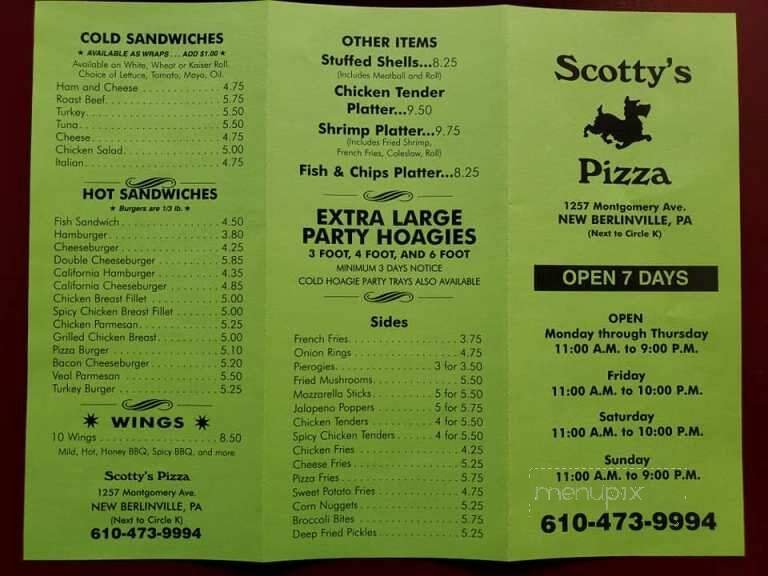 COLD SANDWICHES
★ AVAILABLE AS WRAPS . . . ADD $1.00 ★
Available on White, Wheat or Kaiser Roll.
Choice of Lettuce, Tomato, Mayo, Oil.
Ham and Cheese 4.75
Roast Beef 5.75
Turkey 5.50
Tuna 5.50
Cheese 4.75
Chicken Salad 5.00
Italian 4.75
HOT SANDWICHES
★ Burgers are 1/3 lb. ★
Fish Sandwich 4.50
Hamburger 3.80
Cheeseburger 4.25
Double Cheeseburger 5.85
California Hamburger 4.35
California Cheeseburger 4.85
Chicken Breast Fillet 5.00
Spicy Chicken Breast Fillet 5.00
Chicken Parmesan 5.25
Grilled Chicken Breast 5.00
Pizza Burger 5.10
Bacon Cheeseburger 5.20
Veal Parmesan 5.50
Turkey Burger 5.25
WINGS
10 Wings 8.50
Mild, Hot, Honey BBQ, Spicy BBQ, and more
Scotty's Pizza
1257 Montgomery Ave.
NEW BERLINVILLE, PA
(Next to Circle K)
610-473-9994
OTHER ITEMS
Stuffed Shells...8.25
(Includes Meatball and Roll)
Chicken Tender
Platter...9.50
Shrimp Platter...9.75
(Includes Fried Shrimp,
French Fries, Coleslaw, Roll)
Fish & Chips Platter...8.25
EXTRA LARGE
PARTY HOAGIES
3 FOOT, 4 FOOT, AND 6 FOOT
MINIMUM 3 DAYS NOTICE
COLD HOAGIE PARTY TRAYS ALSO AVAILABLE
Sides
French Fries 3.75
Onion Rings 4.75
Pierogies 3 for 3.50
Fried Mushrooms 5.50
Mozzarella Sticks 5 for 5.50
Jalapeno Poppers 5 for 5.75
Chicken Tenders 4 for 5.50
Spicy Chicken Tenders 4 for 5.50
Chicken Fries 4.25
Cheese Fries 5.25
Pizza Fries 5.75
Sweet Potato Fries 4.75
Corn Nuggets 5.25
Broccoli Bites 5.75
Deep Fried Pickles 5.25
Scotty's
Pizza
1257 Montgomery Ave.
NEW BERLINVILLE, PA
(Next to Circle K)
OPEN 7 DAYS
OPEN
Monday through Thursday
11:00 A.M. to 9:00 P.M.
Friday
11:00 A.M. to 10:00 P.M.
Saturday
11:00 A.M. to 10:00 P.M.
Sunday
11:00 A.M. to 9:00 P.M.
menupix
610-473-9994